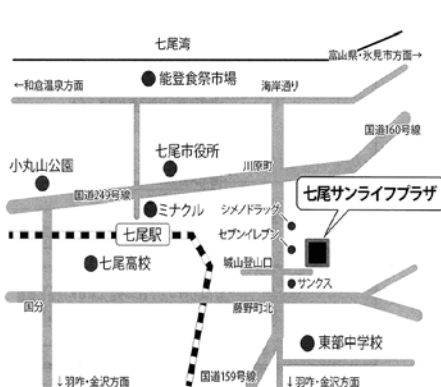 七尾湾
富山県・氷見市方面→
←和倉温泉方面
能登食祭市場
海岸通り
国道160号線
七尾市役所
川原町
小丸山公園
国道249号線
七尾サンライフプラザ
ミナクル
シメノドラッグ
七尾駅
セブンイレブン
七尾高校
城山登山口
サンクス
国分
藤野町北
東部中学校
国道159号線
↓羽咋・金沢方面
↓羽咋・金沢方面